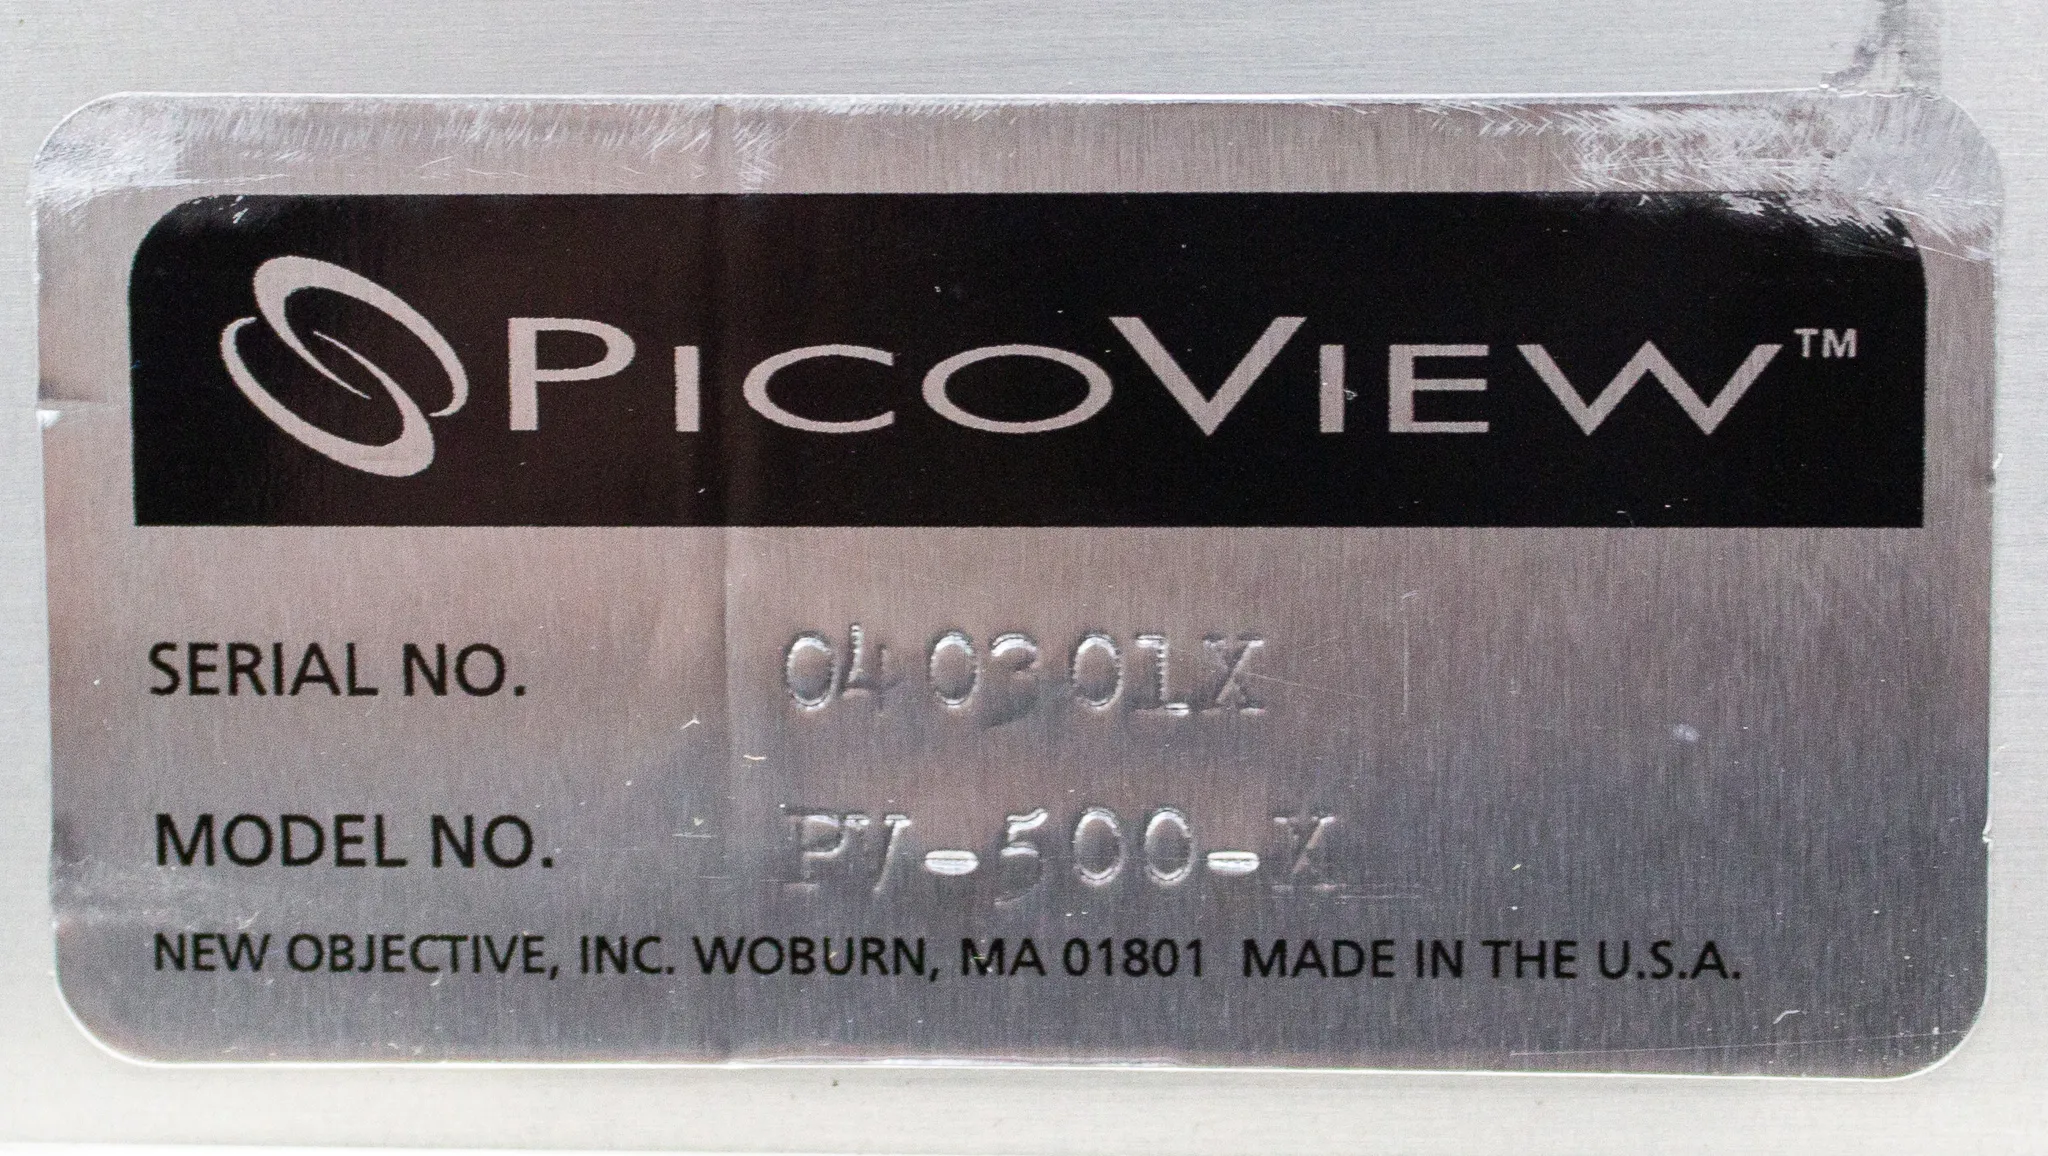 PICOVIEW™
SERIAL NO. 040301X
MODEL NO. PV-500-X
NEW OBJECTIVE, INC. WOBURN, MA 01801 MADE IN THE U.S.A.